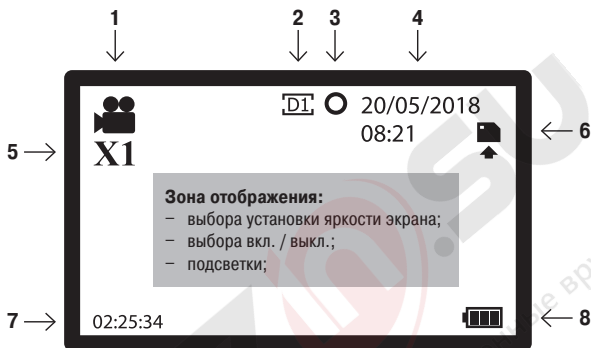 1 2 3 4
D1 20/05/2018
08:21
5 X1 6
Зона отображения:
– выбора установки яркости экрана;
– выбора вкл. / выкл.;
– подсветки;
7 02:25:34 8